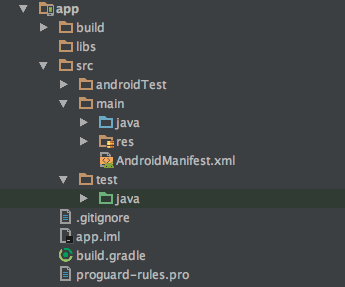 app
build
libs
src
androidTest
main
java
res
AndroidManifest.xml
test
java
.gitignore
app.iml
build.gradle
proguard-rules.pro